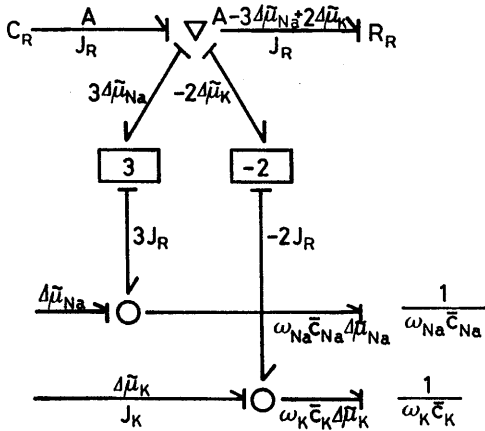 C_R A J_R ▽ A−3Δμ̃_Na+2Δμ̃_K J_R R_R
3Δμ̃_Na −2Δμ̃_K
3 −2
3J_R −2J_R
Δμ̃_Na ω_Na c̄_Na Δμ̃_Na 1/(ω_Na c̄_Na)
Δμ̃_K J_K ω_K c̄_K Δμ̃_K 1/(ω_K c̄_K)